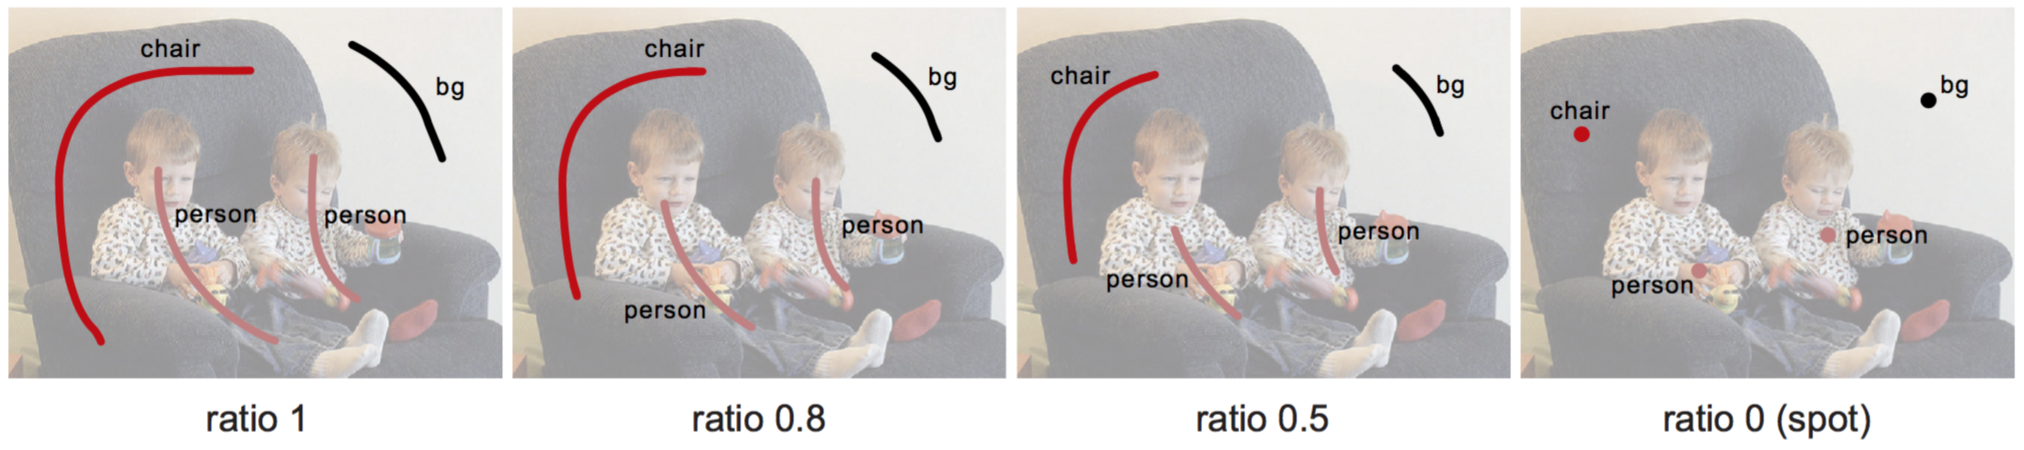 chair
bg
person
person
ratio 1
chair
bg
person
person
ratio 0.8
chair
bg
person
person
ratio 0.5
chair
bg
person
person
ratio 0 (spot)